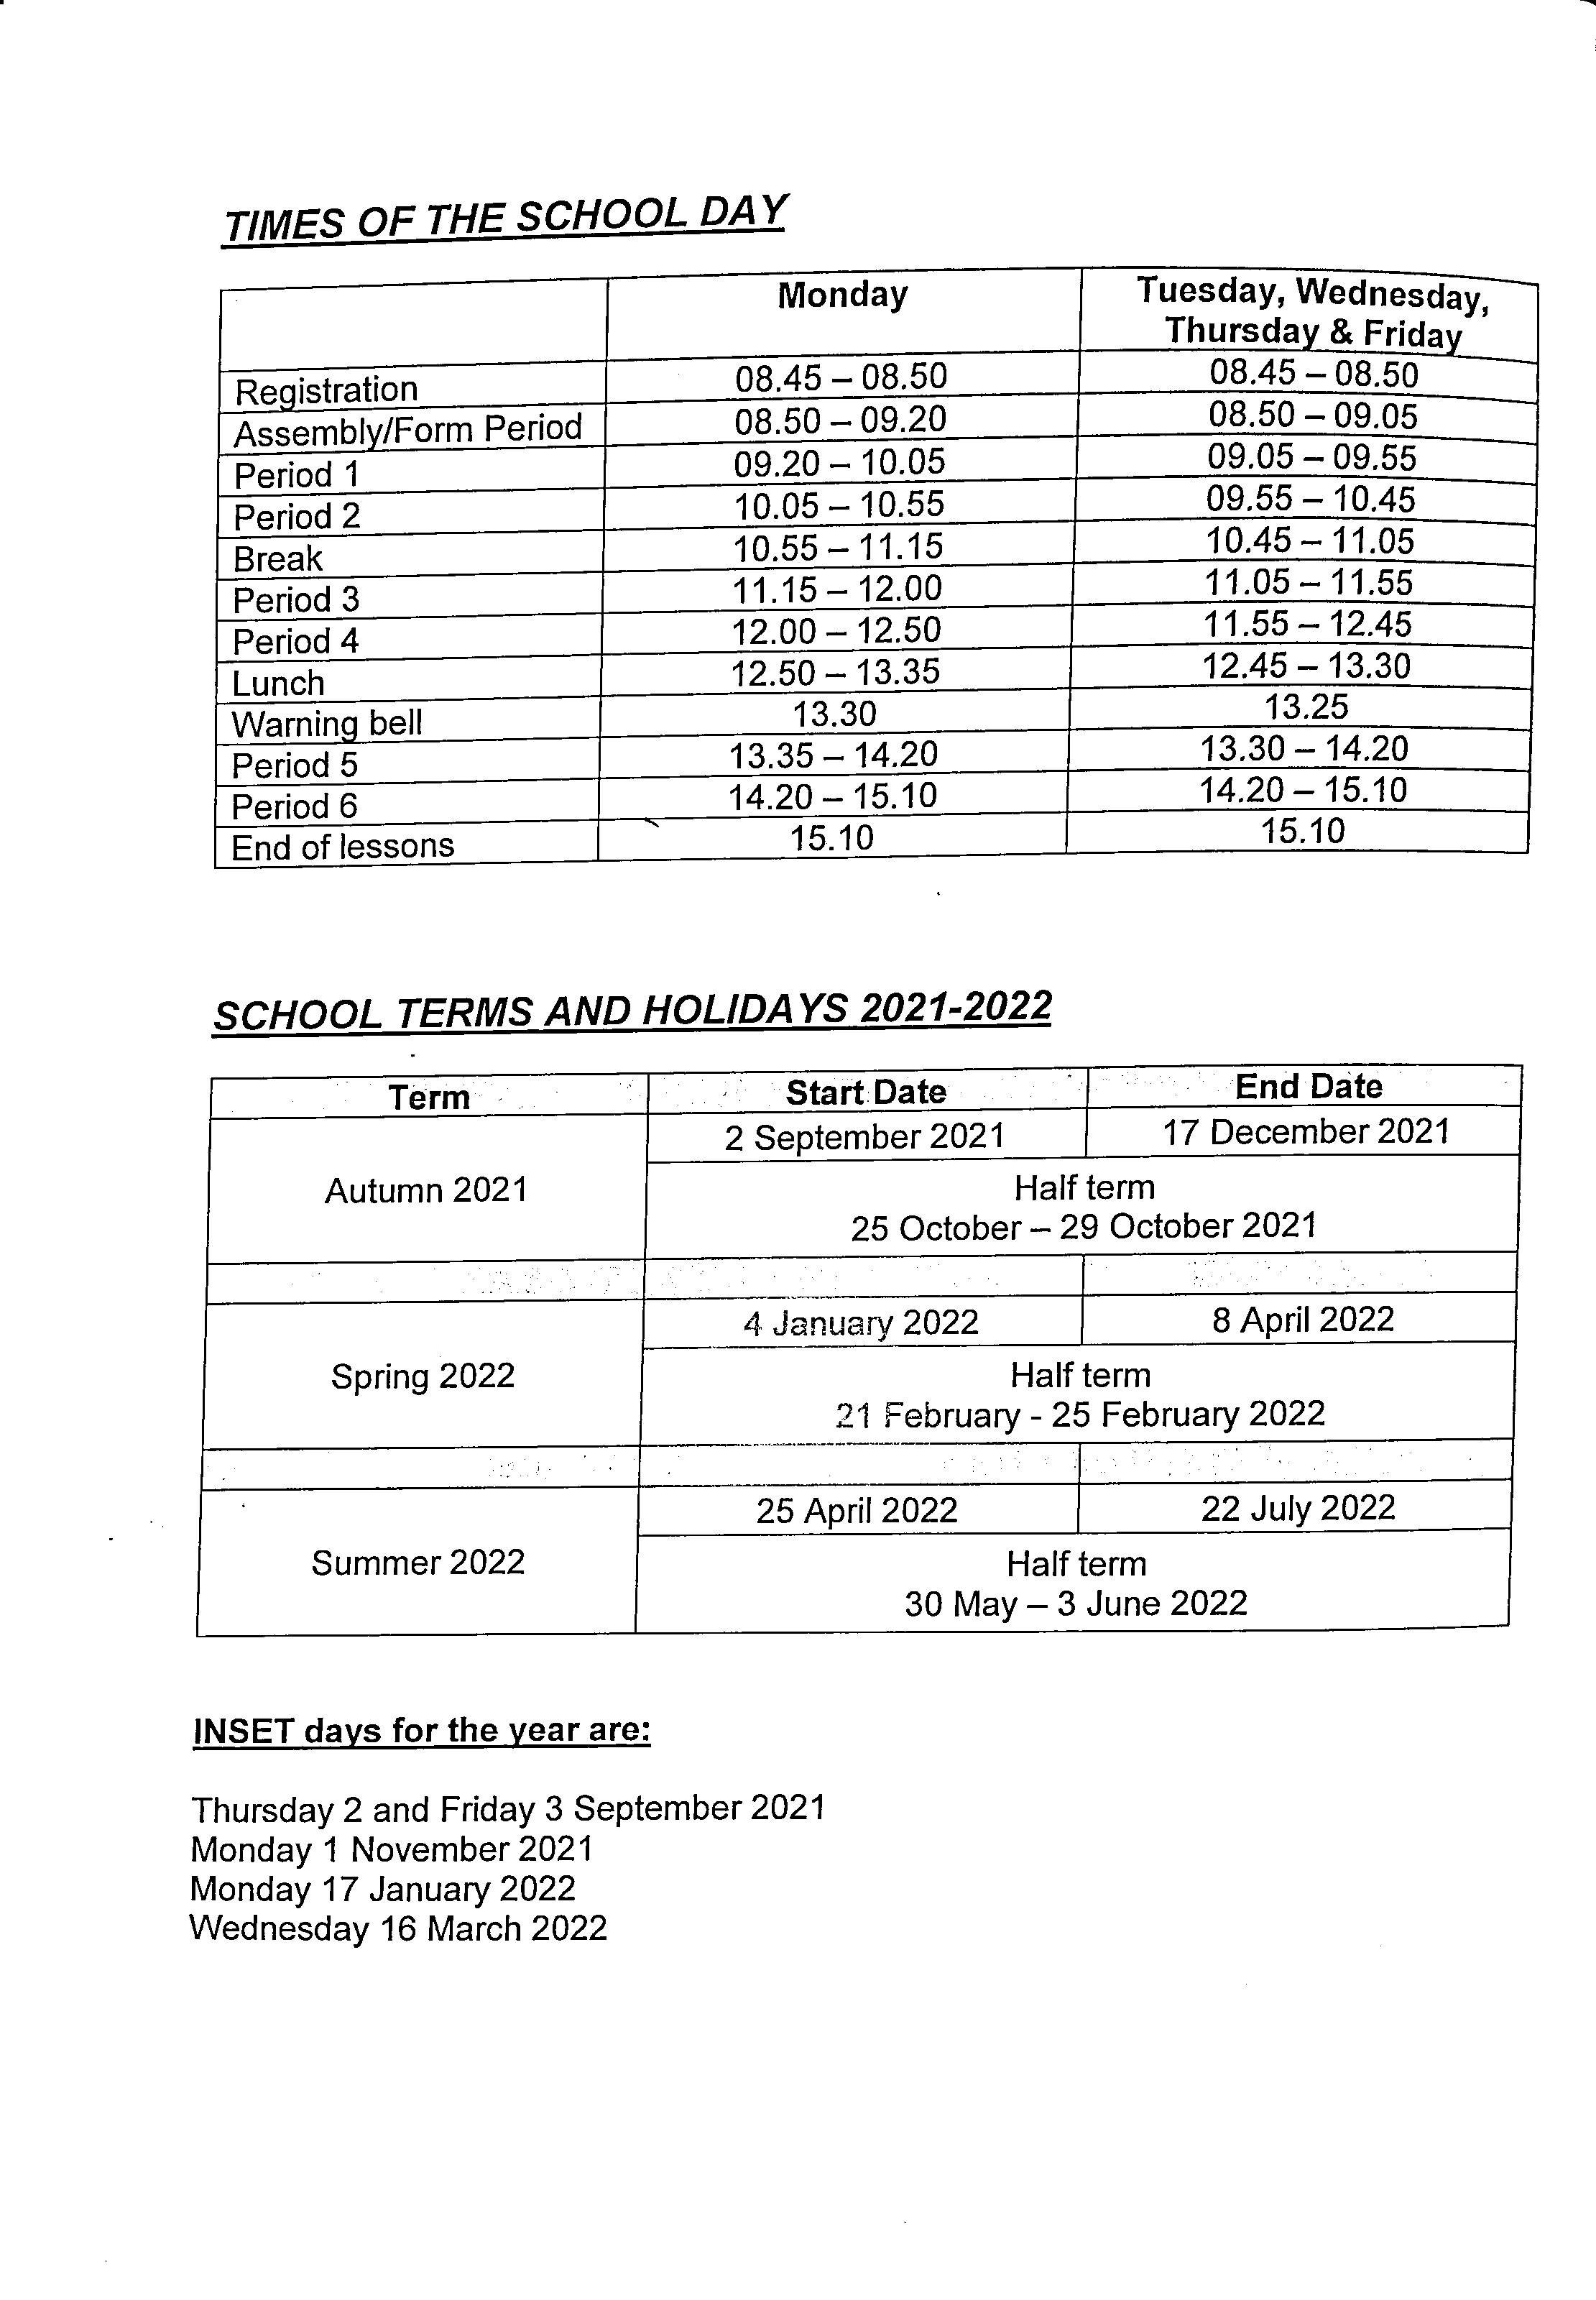 TIMES OF THE SCHOOL DAY
Monday Tuesday, Wednesday,
Thursday & Friday
Registration 08.45 – 08.50 08.45 – 08.50
Assembly/Form Period 08.50 – 09.20 08.50 – 09.05
Period 1 09.20 – 10.05 09.05 – 09.55
Period 2 10.05 – 10.55 09.55 – 10.45
Break 10.55 – 11.15 10.45 – 11.05
Period 3 11.15 – 12.00 11.05 – 11.55
Period 4 12.00 – 12.50 11.55 – 12.45
Lunch 12.50 – 13.35 12.45 – 13.30
Warning bell 13.30 13.25
Period 5 13.35 – 14.20 13.30 – 14.20
Period 6 14.20 – 15.10 14.20 – 15.10
End of lessons 15.10 15.10
SCHOOL TERMS AND HOLIDAYS 2021-2022
Term Start Date End Date
2 September 2021 17 December 2021
Autumn 2021 Half term
25 October – 29 October 2021
4 January 2022 8 April 2022
Spring 2022 Half term
21 February - 25 February 2022
25 April 2022 22 July 2022
Summer 2022 Half term
30 May – 3 June 2022
INSET days for the year are:
Thursday 2 and Friday 3 September 2021
Monday 1 November 2021
Monday 17 January 2022
Wednesday 16 March 2022